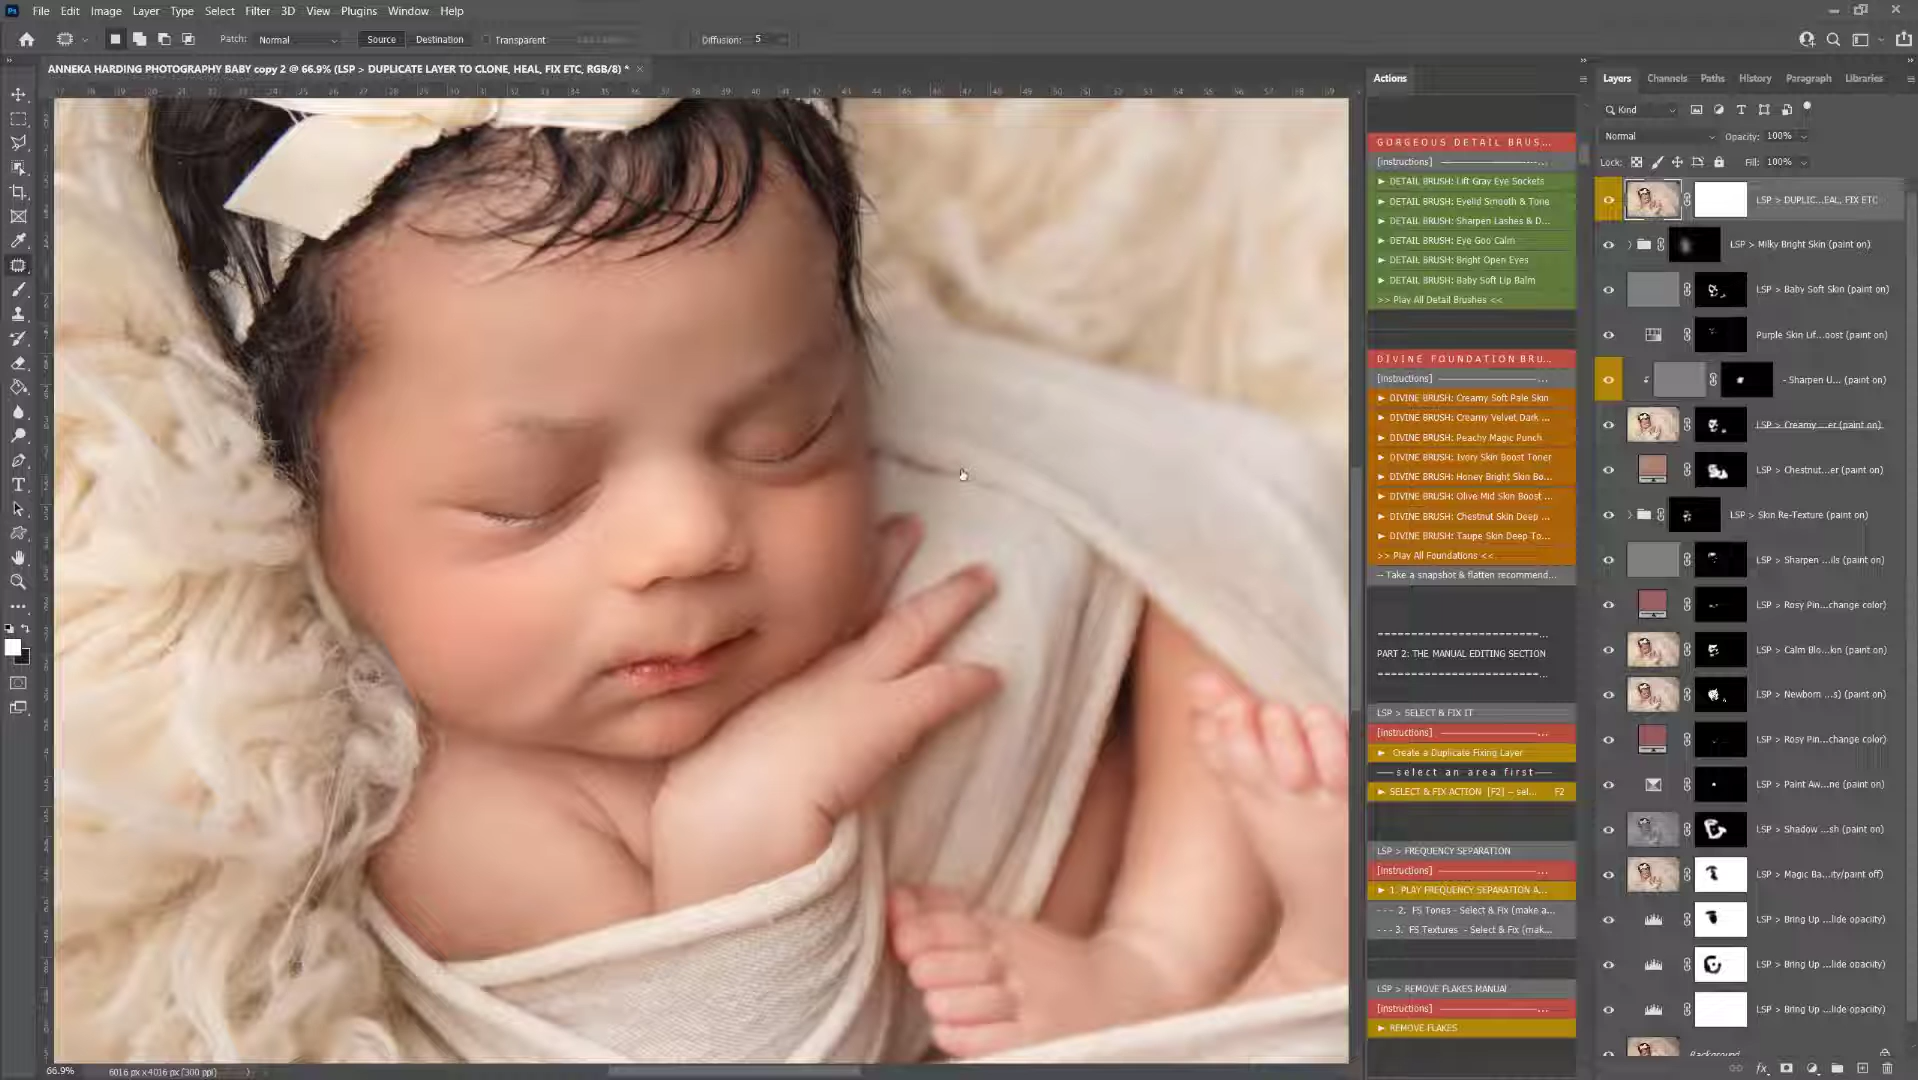 Ps File Edit Image Layer Type Select Filter 3D View Plugins Window Help
Patch: Normal Source Destination Transparent Diffusion: 5
ANNEKA HARDING PHOTOGRAPHY BABY copy 2 @ 66.9% (LSP > DUPLICATE LAYER TO CLONE, HEAL, FIX ETC, RGB/8) *
Actions
GORGEOUS DETAIL BRUS...
[instructions] ...
DETAIL BRUSH: Lift Gray Eye Sockets
DETAIL BRUSH: Eyelid Smooth & Tone
DETAIL BRUSH: Sharpen Lashes & D...
DETAIL BRUSH: Eye Goo Calm
DETAIL BRUSH: Bright Open Eyes
DETAIL BRUSH: Baby Soft Lip Balm
>> Play All Detail Brushes <<
DIVINE FOUNDATION BRU...
[instructions] ...
DIVINE BRUSH: Creamy Soft Pale Skin
DIVINE BRUSH: Creamy Velvet Dark ...
DIVINE BRUSH: Peachy Magic Punch
DIVINE BRUSH: Ivory Skin Boost Toner
DIVINE BRUSH: Honey Bright Skin Bo...
DIVINE BRUSH: Olive Mid Skin Boost ...
DIVINE BRUSH: Chestnut Skin Deep ...
DIVINE BRUSH: Taupe Skin Deep To...
>> Play All Foundations <<
-- Take a snapshot & flatten recommend...
PART 2: THE MANUAL EDITING SECTION
LSP > SELECT & FIX IT
[instructions] ...
Create a Duplicate Fixing Layer
select an area first
SELECT & FIX ACTION [F2] -- sel... F2
LSP > FREQUENCY SEPARATION
[instructions] ...
1. PLAY FREQUENCY SEPARATION A...
- - - 2. FS Tones - Select & Fix (make a...
- - - 3. FS Textures - Select & Fix (mak...
LSP > REMOVE FLAKES MANUAL
[instructions] ...
REMOVE FLAKES
Layers Channels Paths History Paragraph Libraries
Kind
Normal Opacity: 100%
Lock: Fill: 100%
LSP > DUPLIC...EAL, FIX ETC
LSP > Milky Bright Skin (paint on)
LSP > Baby Soft Skin (paint on)
Purple Skin Lif...oost (paint on)
- Sharpen U... (paint on)
LSP > Creamy ...er (paint on)
LSP > Chestnut...er (paint on)
LSP > Skin Re-Texture (paint on)
LSP > Sharpen ...ils (paint on)
LSP > Rosy Pin...change color)
LSP > Calm Blo...kin (paint on)
LSP > Newborn ...s) (paint on)
LSP > Rosy Pin...change color)
LSP > Paint Aw...ne (paint on)
LSP > Shadow ...sh (paint on)
LSP > Magic Ba...ity/paint off)
LSP > Bring Up ...lide opacity)
LSP > Bring Up ...lide opacity)
LSP > Bring Up ...lide opacity)
Background
66.9% 6016 px x 4016 px (300 ppi)